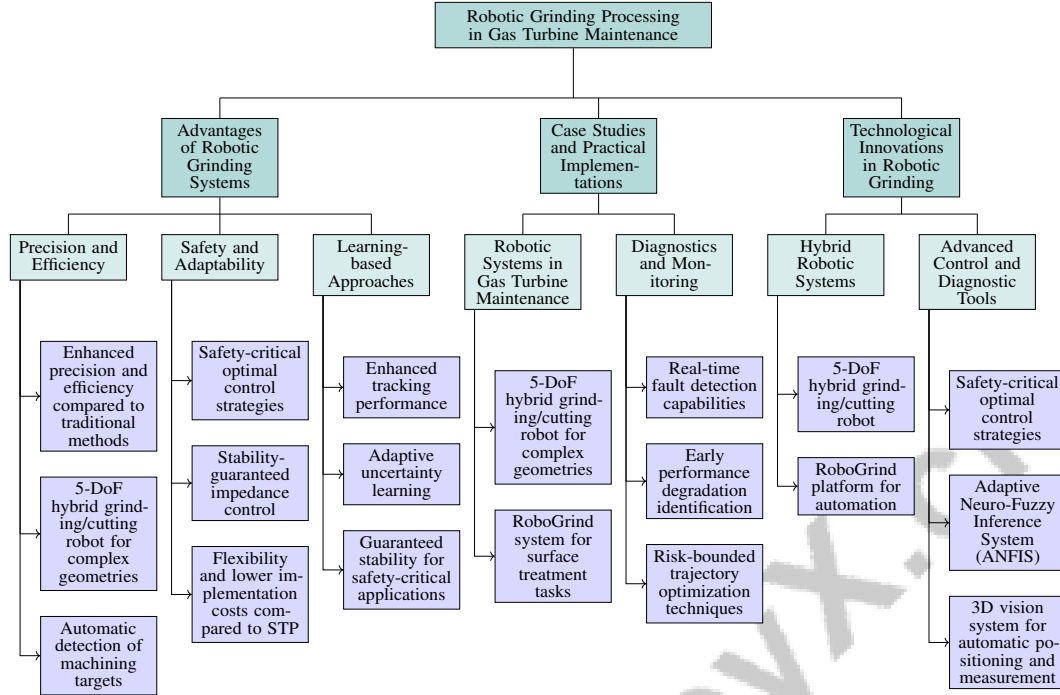 Robotic Grinding Processing
in Gas Turbine Maintenance
Advantages
of Robotic
Grinding
Systems
Case Studies
and Practical
Implemen-
tations
Technological
Innovations
in Robotic
Grinding
Precision and
Efficiency
Safety and
Adaptability
Learning-
based
Approaches
Robotic
Systems in
Gas Turbine
Maintenance
Diagnostics
and Mon-
itoring
Hybrid
Robotic
Systems
Advanced
Control and
Diagnostic
Tools
Enhanced
precision and
efficiency
compared to
traditional
methods
5-DoF
hybrid grind-
ing/cutting
robot for
complex
geometries
Automatic
detection of
machining
targets
Safety-critical
optimal
control
strategies
Stability-
guaranteed
impedance
control
Flexibility
and lower im-
plementation
costs com-
pared to STP
Enhanced
tracking
performance
Adaptive
uncertainty
learning
Guaranteed
stability for
safety-critical
applications
5-DoF
hybrid grind-
ing/cutting
robot for
complex
geometries
RoboGrind
system for
surface
treatment
tasks
Real-time
fault detection
capabilities
Early
performance
degradation
identification
Risk-bounded
trajectory
optimization
techniques
5-DoF
hybrid grind-
ing/cutting
robot
RoboGrind
platform for
automation
Safety-critical
optimal
control
strategies
Adaptive
Neuro-Fuzzy
Inference
System
(ANFIS)
3D vision
system for
automatic po-
sitioning and
measurement